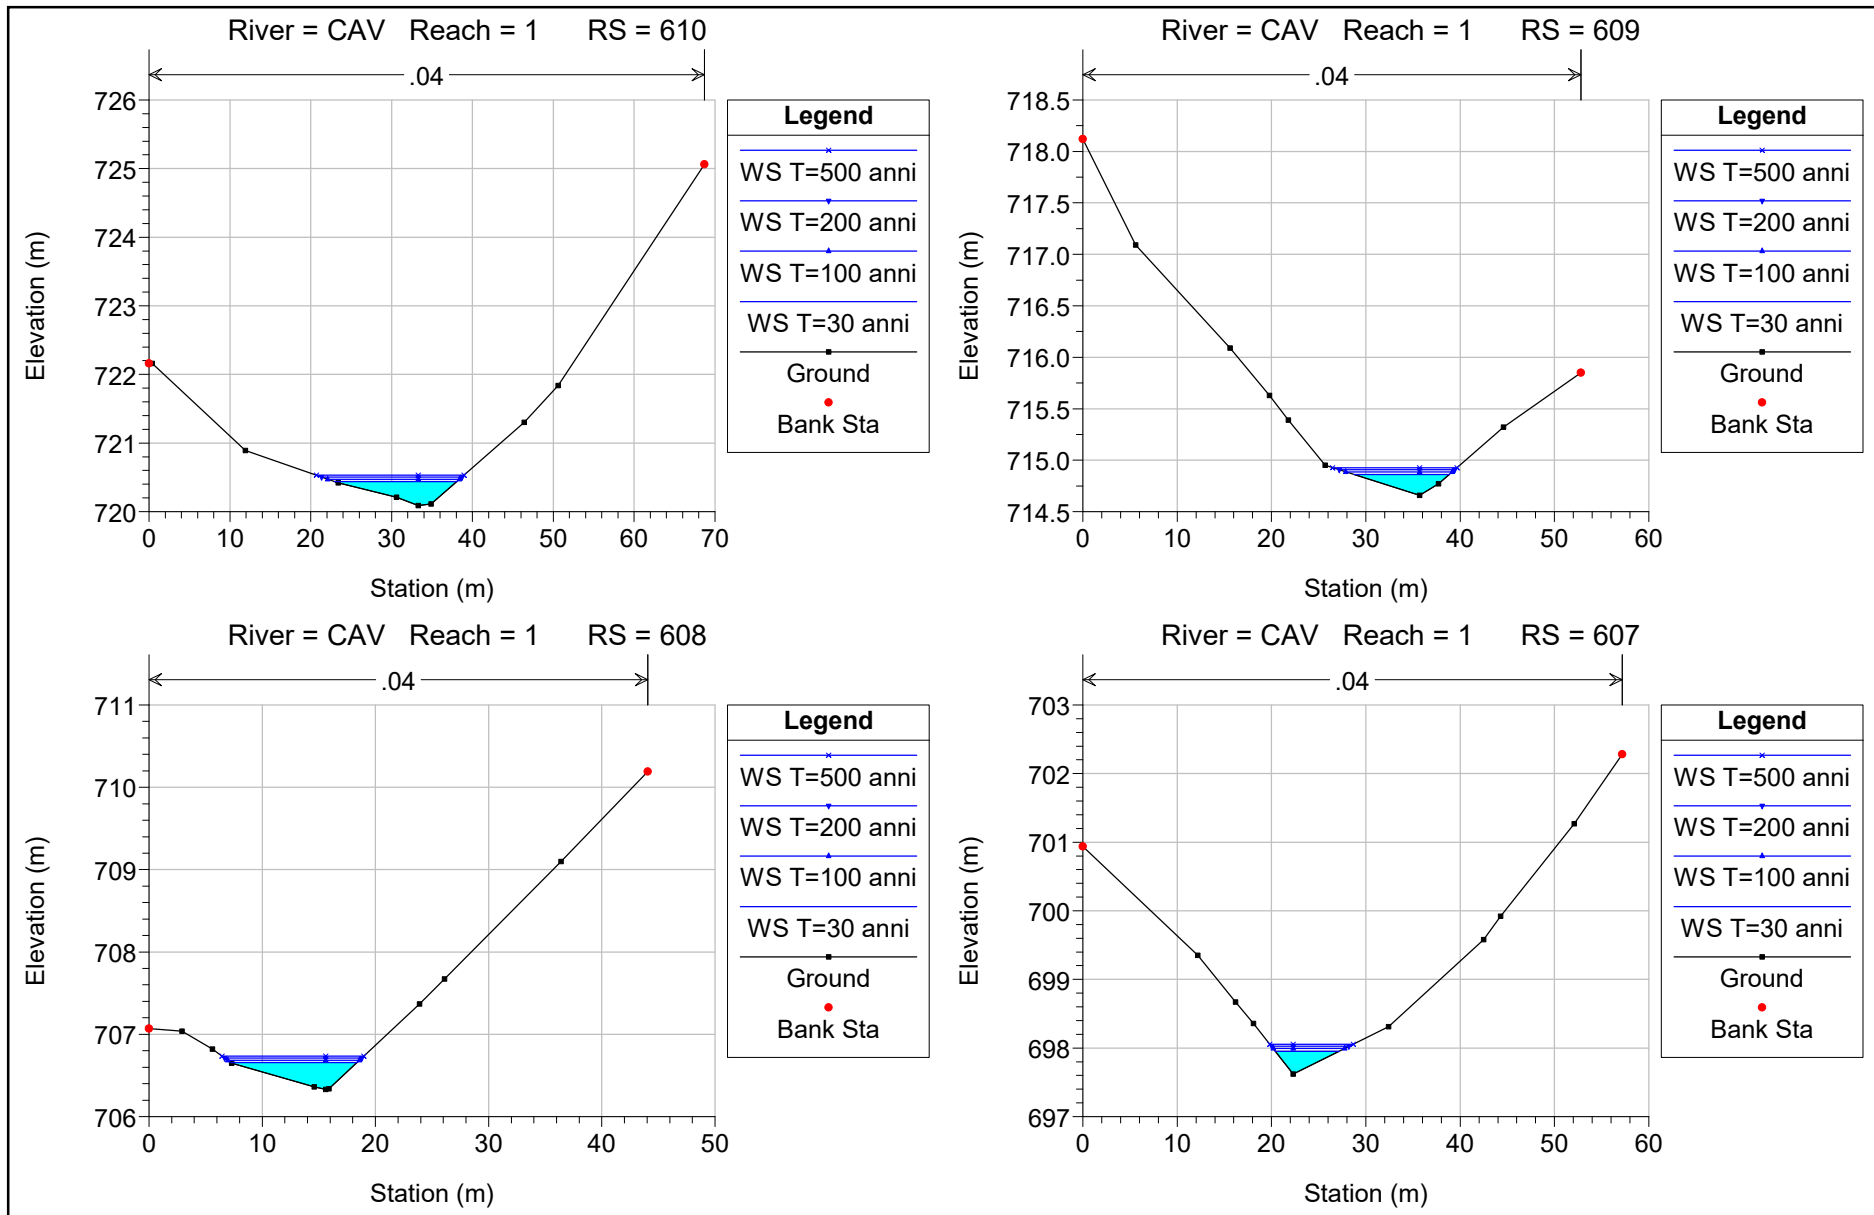 River = CAV Reach = 1 RS = 610
.04
726
725
724
723
722
721
720
0 10 20 30 40 50 60 70
Elevation (m)
Station (m)
Legend
WS T=500 anni
WS T=200 anni
WS T=100 anni
WS T=30 anni
Ground
Bank Sta
River = CAV Reach = 1 RS = 609
.04
718.5
718.0
717.5
717.0
716.5
716.0
715.5
715.0
714.5
0 10 20 30 40 50 60
Elevation (m)
Station (m)
Legend
WS T=500 anni
WS T=200 anni
WS T=100 anni
WS T=30 anni
Ground
Bank Sta
River = CAV Reach = 1 RS = 608
.04
711
710
709
708
707
706
0 10 20 30 40 50
Elevation (m)
Station (m)
Legend
WS T=500 anni
WS T=200 anni
WS T=100 anni
WS T=30 anni
Ground
Bank Sta
River = CAV Reach = 1 RS = 607
.04
703
702
701
700
699
698
697
0 10 20 30 40 50 60
Elevation (m)
Station (m)
Legend
WS T=500 anni
WS T=200 anni
WS T=100 anni
WS T=30 anni
Ground
Bank Sta